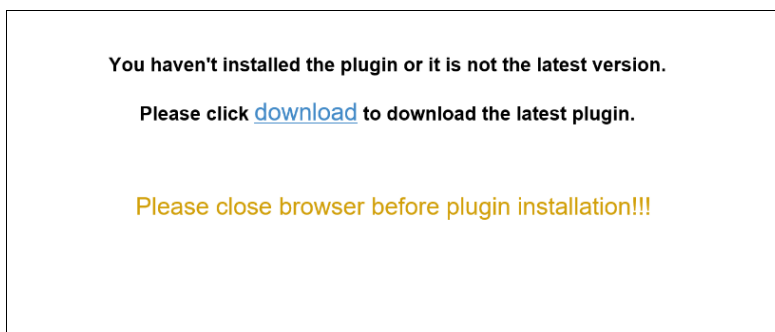 You haven't installed the plugin or it is not the latest version.
Please click download to download the latest plugin.
Please close browser before plugin installation!!!